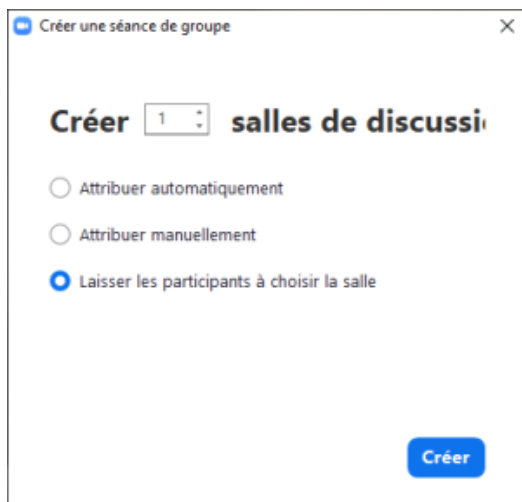 Créer une séance de groupe
Créer 1 salles de discussi
Attribuer automatiquement
Attribuer manuellement
Laisser les participants à choisir la salle
Créer